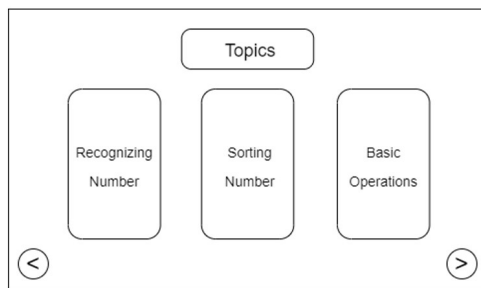 Topics
Recognizing
Number
Sorting
Number
Basic
Operations
< >